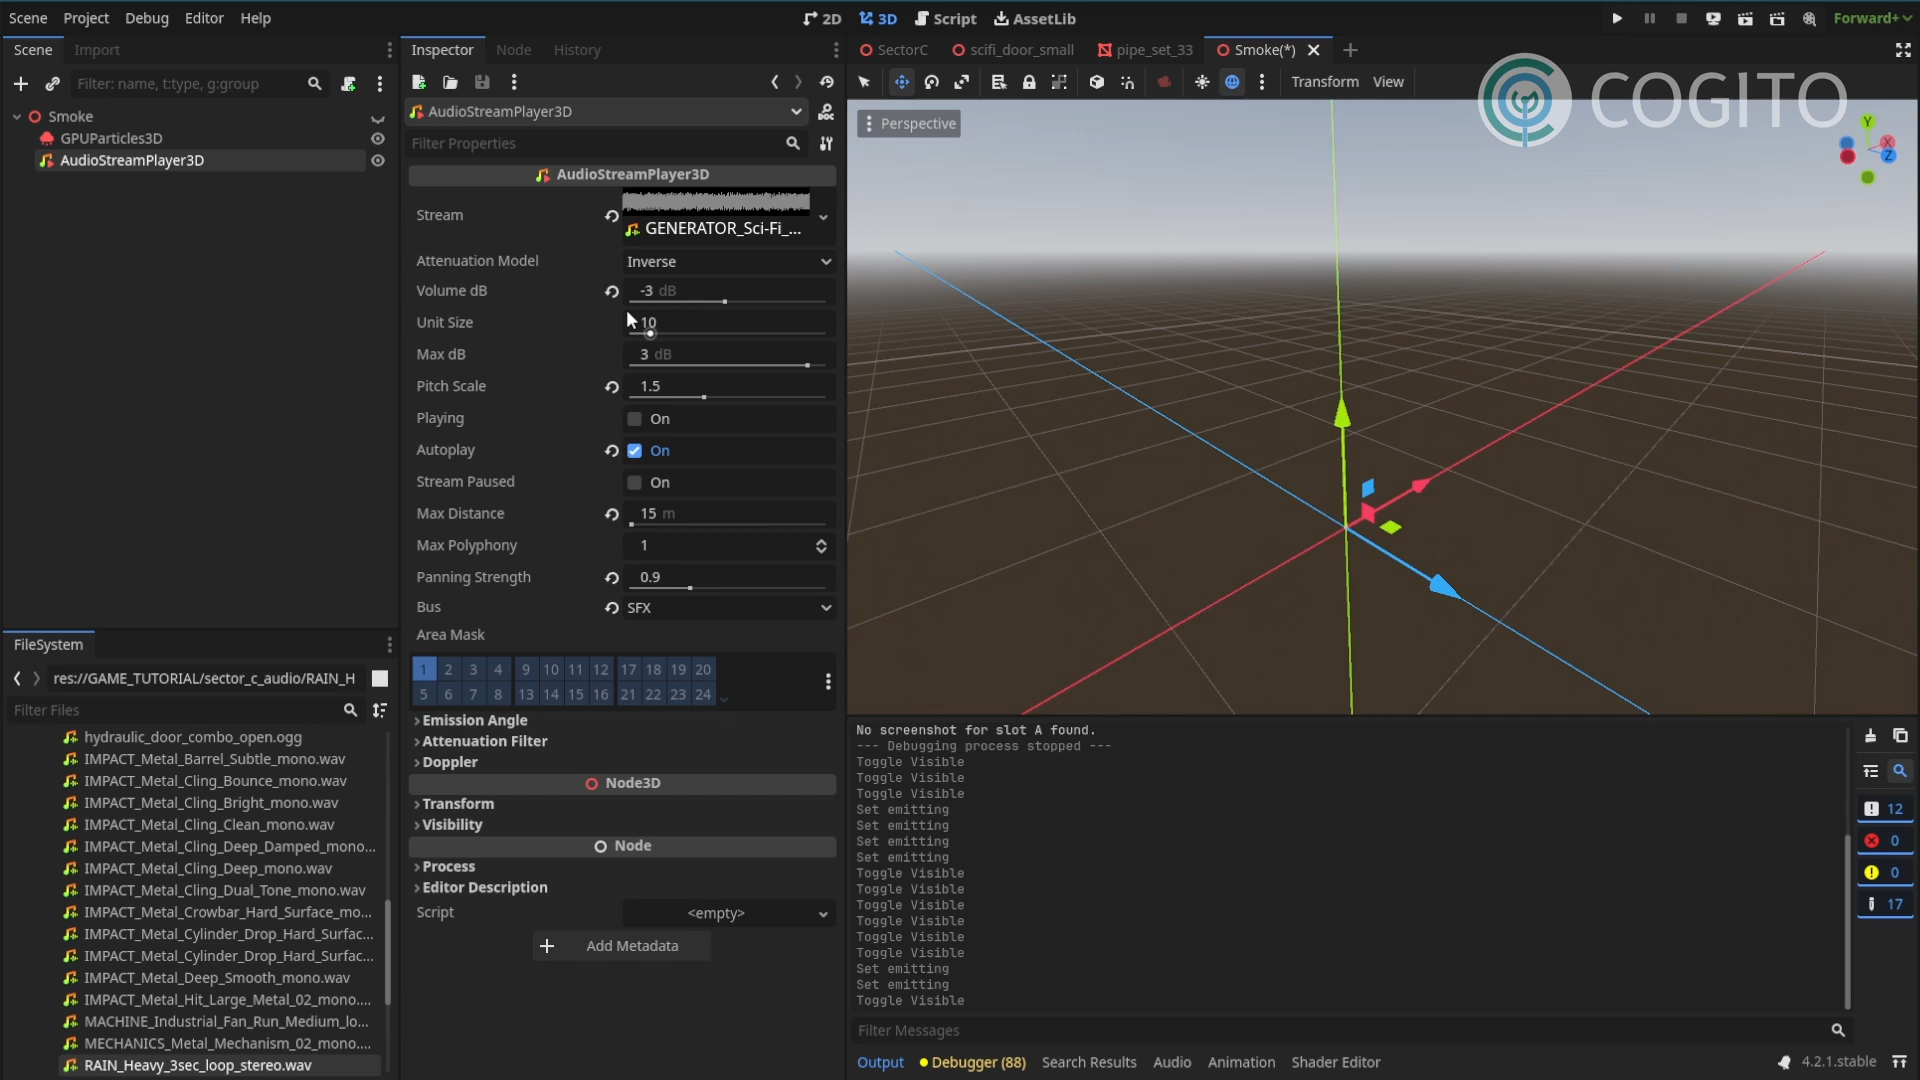 Scene Project Debug Editor Help
2D 3D Script AssetLib
Forward+
Scene Import
Filter: name, t:type, g:group
Smoke
GPUParticles3D
AudioStreamPlayer3D
FileSystem
res://GAME_TUTORIAL/sector_c_audio/RAIN_H
Filter Files
hydraulic_door_combo_open.ogg
IMPACT_Metal_Barrel_Subtle_mono.wav
IMPACT_Metal_Cling_Bounce_mono.wav
IMPACT_Metal_Cling_Bright_mono.wav
IMPACT_Metal_Cling_Clean_mono.wav
IMPACT_Metal_Cling_Deep_Damped_mono...
IMPACT_Metal_Cling_Deep_mono.wav
IMPACT_Metal_Cling_Dual_Tone_mono.wav
IMPACT_Metal_Crowbar_Hard_Surface_mo...
IMPACT_Metal_Cylinder_Drop_Hard_Surfac...
IMPACT_Metal_Cylinder_Drop_Hard_Surfac...
IMPACT_Metal_Deep_Smooth_mono.wav
IMPACT_Metal_Hit_Large_Metal_02_mono....
MACHINE_Industrial_Fan_Run_Medium_lo...
MECHANICS_Metal_Mechanism_02_mono....
RAIN_Heavy_3sec_loop_stereo.wav
Inspector Node History
AudioStreamPlayer3D
Filter Properties
AudioStreamPlayer3D
Stream GENERATOR_Sci-Fi_...
Attenuation Model Inverse
Volume dB -3 dB
Unit Size 10
Max dB 3 dB
Pitch Scale 1.5
Playing On
Autoplay On
Stream Paused On
Max Distance 15 m
Max Polyphony 1
Panning Strength 0.9
Bus SFX
Area Mask
1 2 3 4 9 10 11 12 17 18 19 20
5 6 7 8 13 14 15 16 21 22 23 24
Emission Angle
Attenuation Filter
Doppler
Node3D
Transform
Visibility
Node
Process
Editor Description
Script <empty>
Add Metadata
SectorC scifi_door_small pipe_set_33 Smoke(*)
Transform View
COGITO
Perspective
Y
X
Z
No screenshot for slot A found.
--- Debugging process stopped ---
Toggle Visible
Toggle Visible
Toggle Visible
Set emitting
Set emitting
Set emitting
Set emitting
Toggle Visible
Toggle Visible
Toggle Visible
Toggle Visible
Toggle Visible
Toggle Visible
Set emitting
Set emitting
Toggle Visible
12
0
0
17
Filter Messages
Output Debugger (88) Search Results Audio Animation Shader Editor
4.2.1.stable